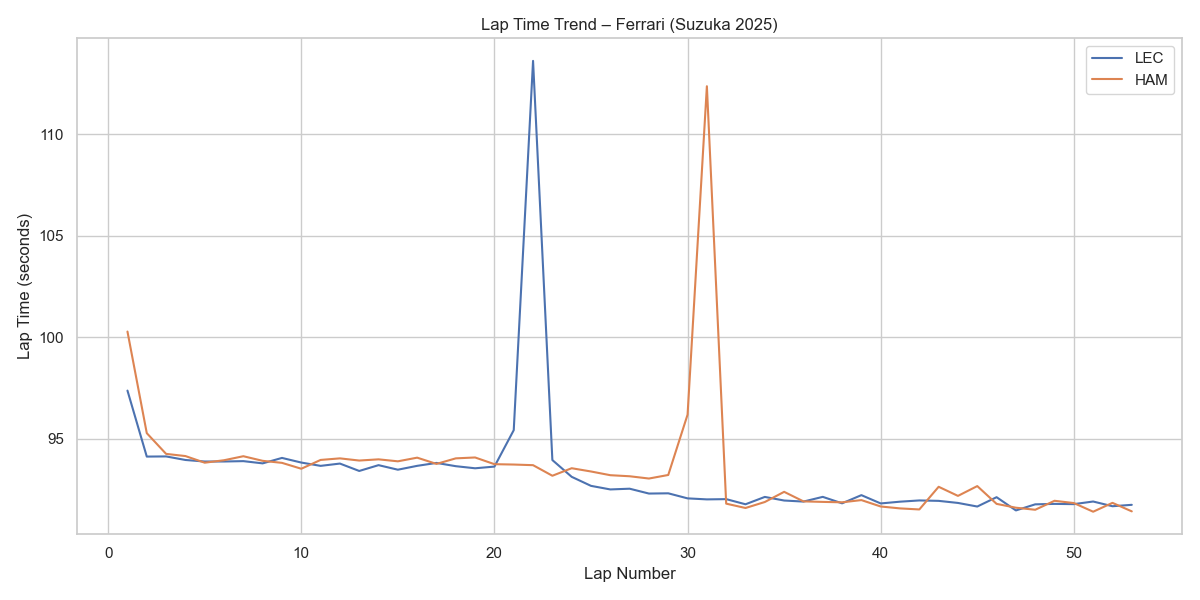 Lap Time Trend – Ferrari (Suzuka 2025)
LEC
HAM
Lap Time (seconds)
110
105
100
95
0 10 20 30 40 50
Lap Number